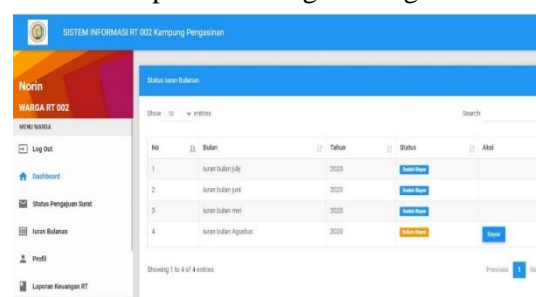 SISTEM INFORMASI RT 002 Kampung Pengasinan
Norin
WARGA RT 002
MENU WARGA
Log Out
Dashboard
Status Pengajuan Surat
Iuran Bulanan
Profil
Laporan Keuangan RT
Status Iuran Bulanan
Show 10 entries
Search:
No Bulan Tahun Status Aksi
1 Iuran bulan july 2020 Sudah Bayar
2 Iuran bulan juni 2020 Sudah Bayar
3 Iuran bulan mei 2020 Sudah Bayar
4 Iuran bulan Agustus 2020 Belum Bayar Bayar
Showing 1 to 4 of 4 entries
Previous 1